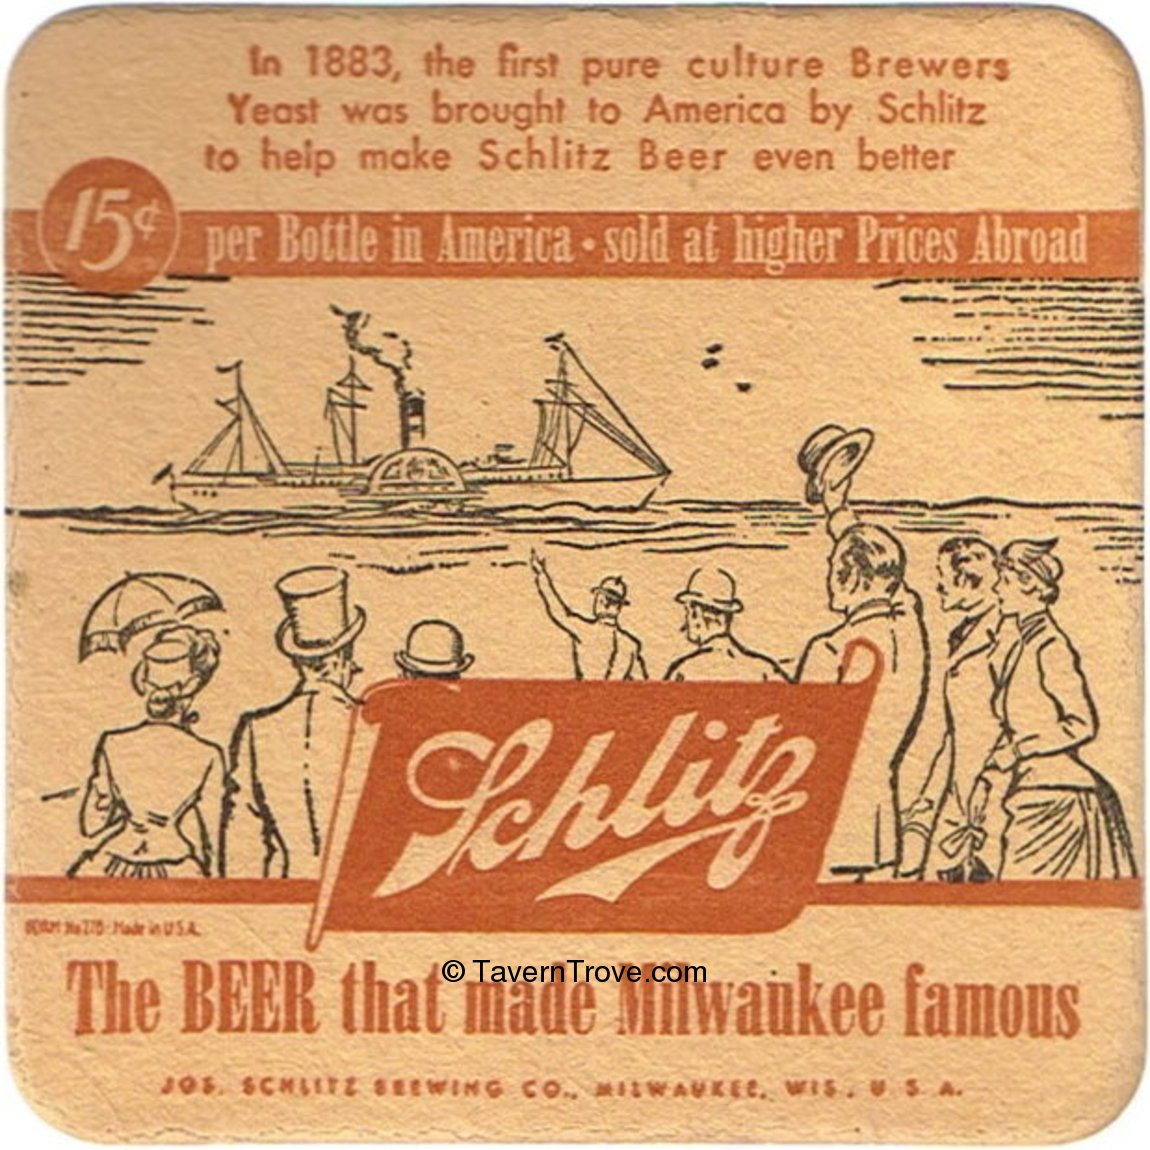 In 1883, the first pure culture Brewers
Yeast was brought to America by Schlitz
to help make Schlitz Beer even better
15¢ per Bottle in America • sold at higher Prices Abroad
Schlitz
Made in U.S.A.
The BEER that made Milwaukee famous
© TavernTrove.com
JOS. SCHLITZ BREWING CO., MILWAUKEE, WIS., U.S.A.